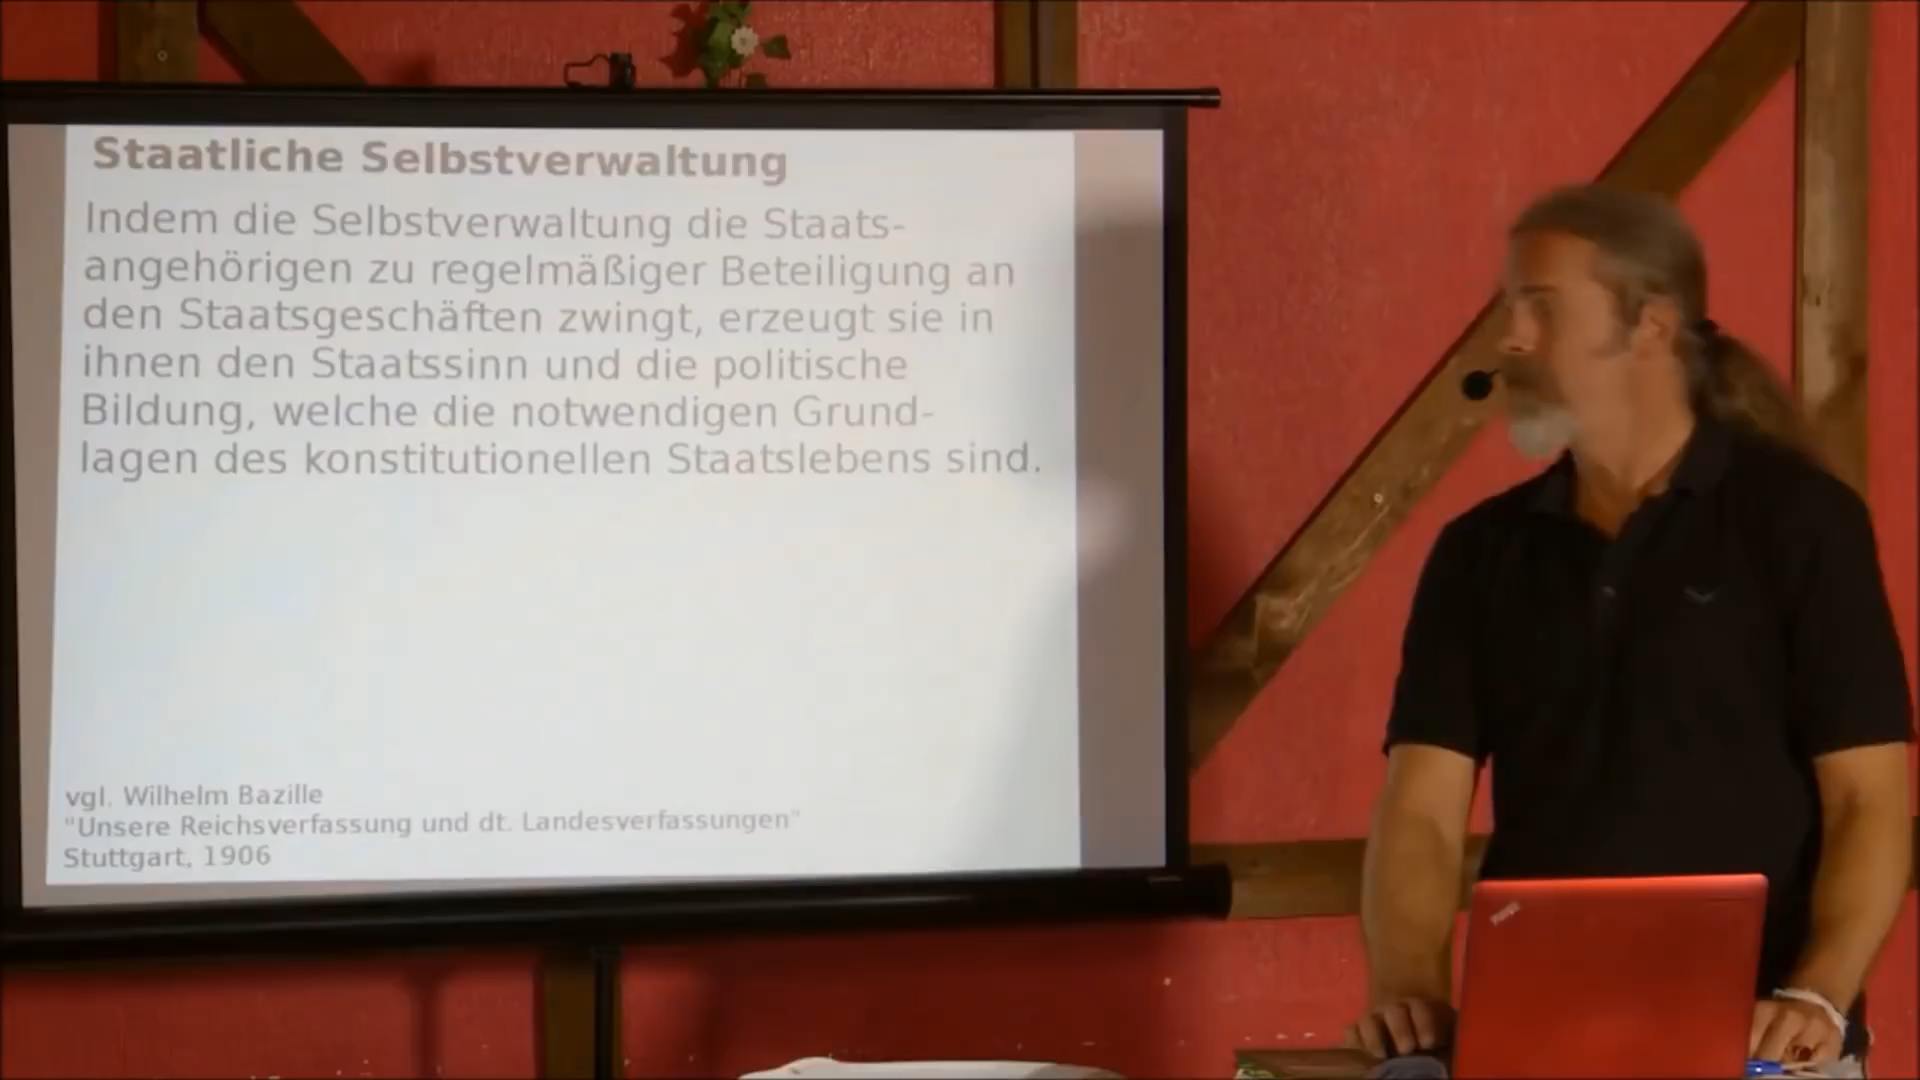 Staatliche Selbstverwaltung
Indem die Selbstverwaltung die Staats-
angehörigen zu regelmäßiger Beteiligung an
den Staatsgeschäften zwingt, erzeugt sie in
ihnen den Staatssinn und die politische
Bildung, welche die notwendigen Grund-
lagen des konstitutionellen Staatslebens sind.
vgl. Wilhelm Bazille
"Unsere Reichsverfassung und dt. Landesverfassungen"
Stuttgart, 1906